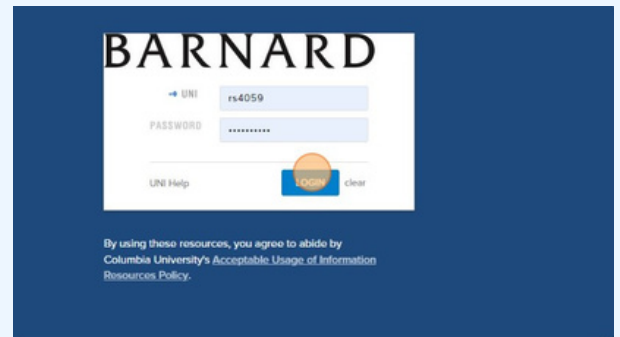 BARNARD
→ UNI rs4059
PASSWORD ••••••••••
UNI Help LOGIN clear
By using these resources, you agree to abide by
Columbia University's Acceptable Usage of Information
Resources Policy.